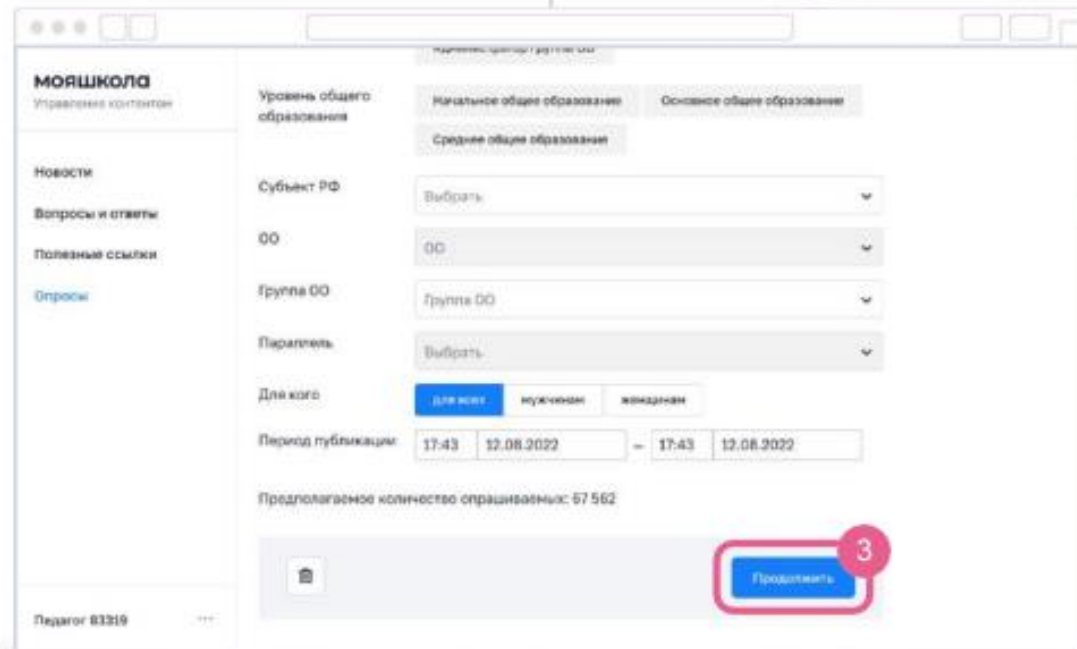 Администратор группы ОО
мояшкола
Управление контентом
Новости
Вопросы и ответы
Полезные ссылки
Опросы
Педагог 83319
Уровень общего образования
Начальное общее образование
Основное общее образование
Среднее общее образование
Субъект РФ
Выбрать
ОО
ОО
Группа ОО
Группа ОО
Параллель
Выбрать
Для кого
для всех
мужчинам
женщинам
Период публикации
17:43 12.08.2022 – 17:43 12.08.2022
Предполагаемое количество опрашиваемых: 67 562
Продолжить
3